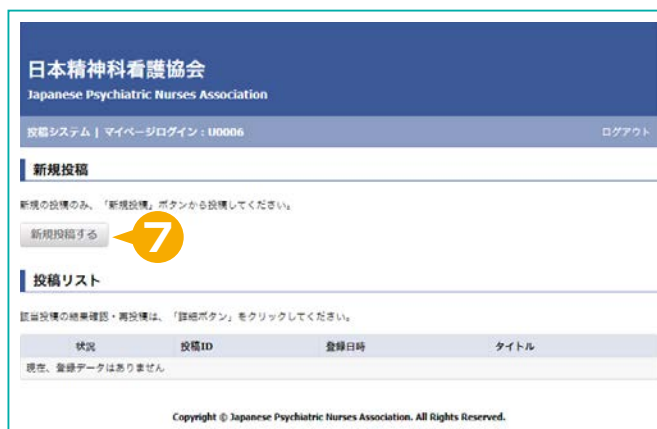 日本精神科看護協会
Japanese Psychiatric Nurses Association
投稿システム | マイページログイン : U0006 ログアウト
新規投稿
新規の投稿のみ、「新規投稿」ボタンから投稿してください。
新規投稿する 7
投稿リスト
該当投稿の結果確認・再投稿は、「詳細ボタン」をクリックしてください。
状況 投稿ID 登録日時 タイトル
現在、登録データはありません
Copyright © Japanese Psychiatric Nurses Association. All Rights Reserved.